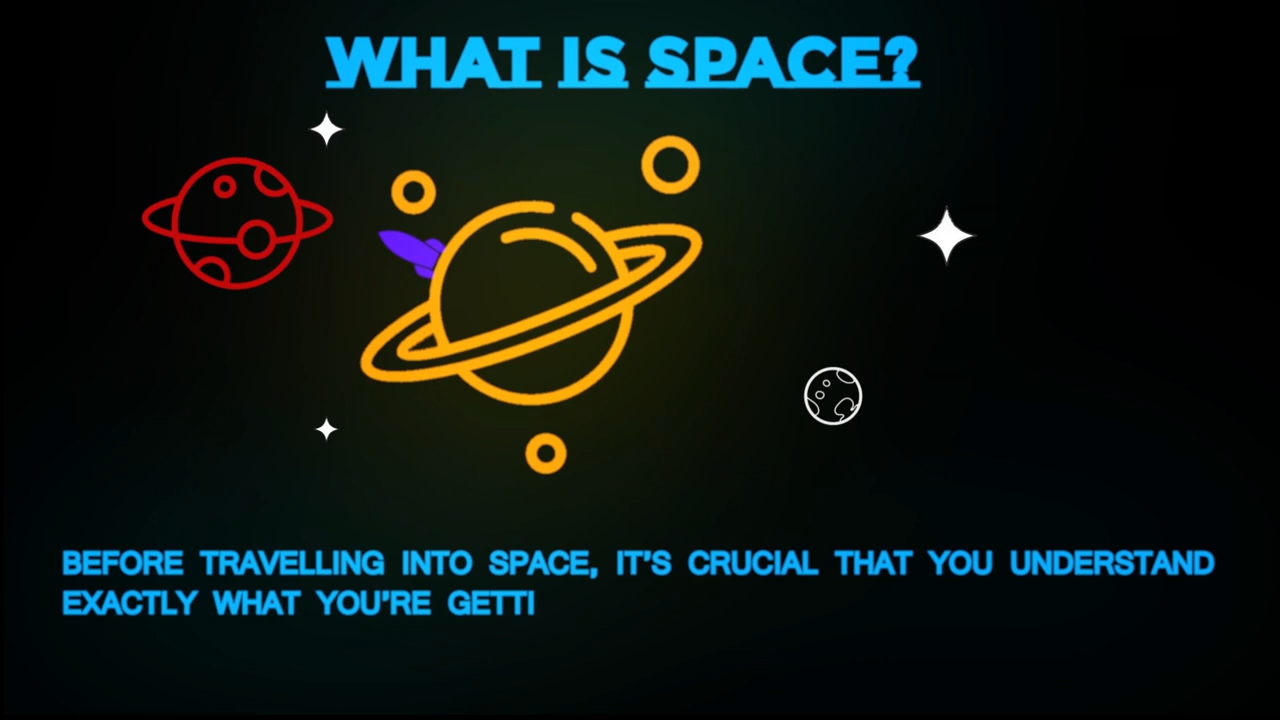 WHAT IS SPACE?
BEFORE TRAVELLING INTO SPACE, IT'S CRUCIAL THAT YOU UNDERSTAND
EXACTLY WHAT YOU'RE GETTI